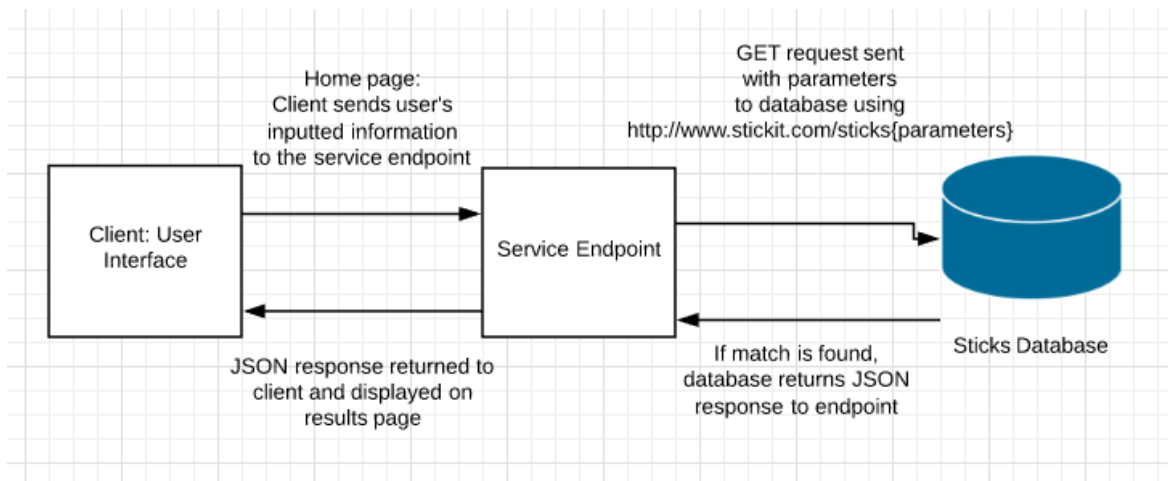 Home page:
Client sends user's
inputted information
to the service endpoint
GET request sent
with parameters
to database using
http://www.stickit.com/sticks{parameters}
Client: User
Interface
Service Endpoint
Sticks Database
JSON response returned to
client and displayed on
results page
If match is found,
database returns JSON
response to endpoint